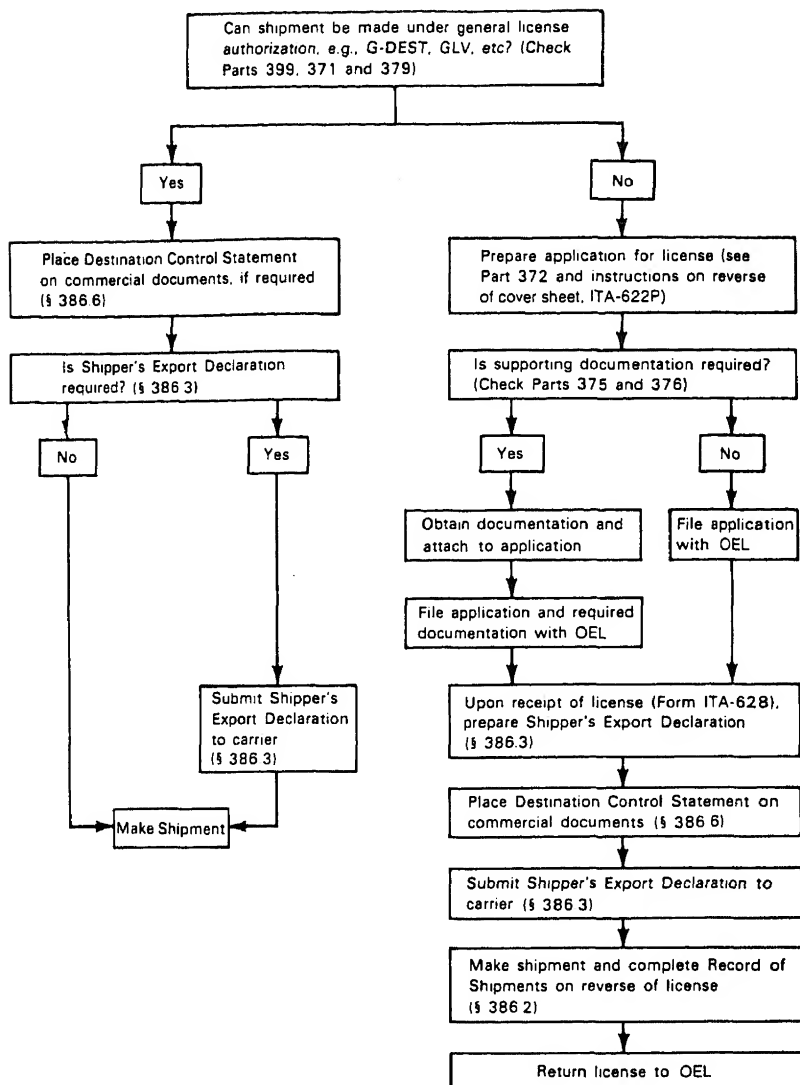 Can shipment be made under general license
authorization, e.g., G-DEST, GLV, etc? (Check
Parts 399, 371 and 379)
Yes
No
Place Destination Control Statement
on commercial documents, if required
(§ 386 6)
Prepare application for license (see
Part 372 and instructions on reverse
of cover sheet, ITA-622P)
Is Shipper's Export Declaration
required? (§ 386 3)
Is supporting documentation required?
(Check Parts 375 and 376)
No
Yes
Yes
No
Obtain documentation and
attach to application
File application
with OEL
File application and required
documentation with OEL
Submit Shipper's
Export Declaration
to carrier
(§ 386 3)
Upon receipt of license (Form ITA-628),
prepare Shipper's Export Declaration
(§ 386.3)
Make Shipment
Place Destination Control Statement on
commercial documents (§ 386 6)
Submit Shipper's Export Declaration to
carrier (§ 386 3)
Make shipment and complete Record of
Shipments on reverse of license
(§ 386 2)
Return license to OEL